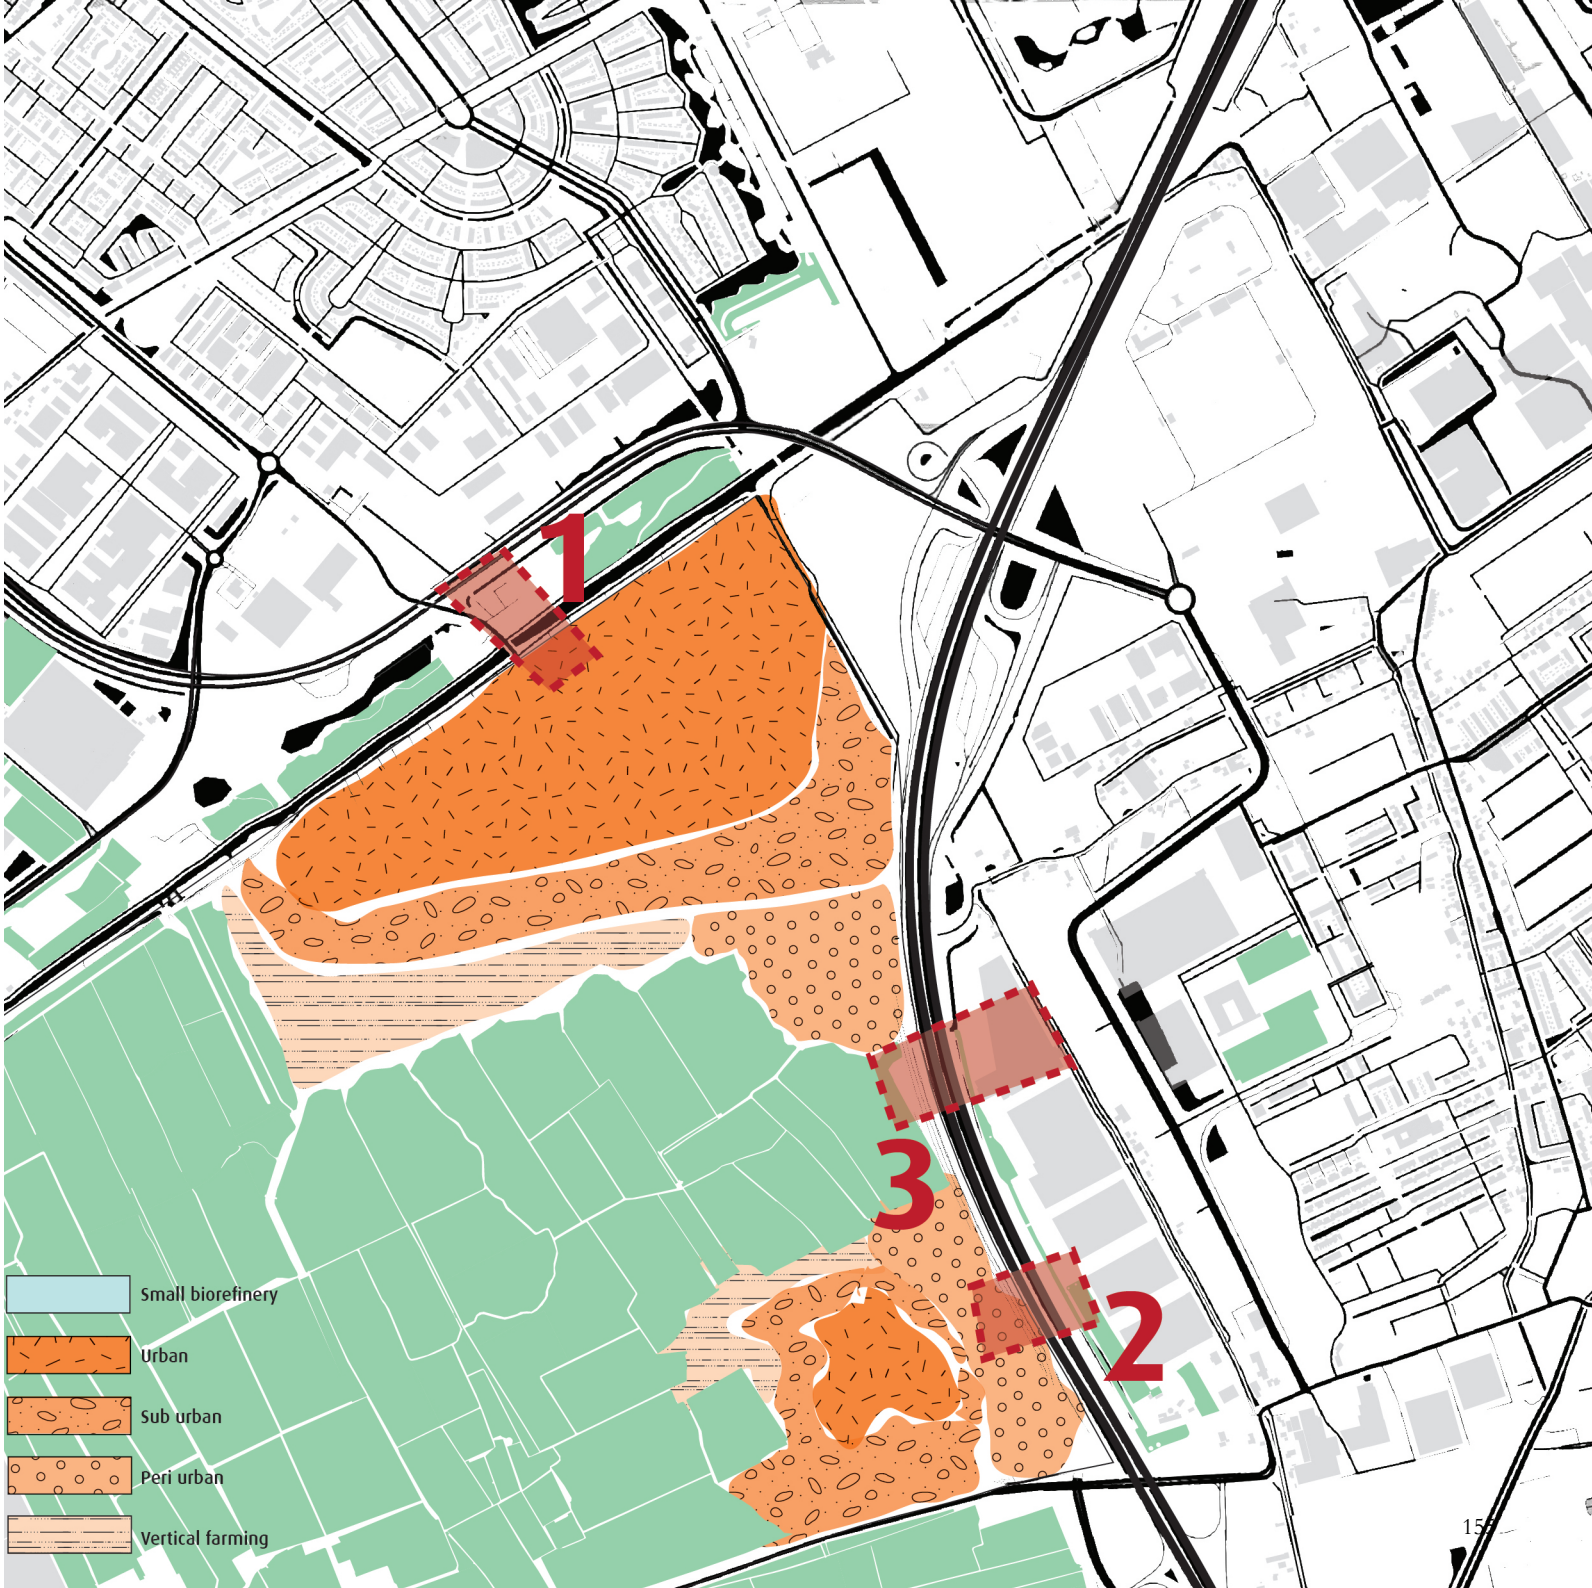 1
3
2
Small biorefinery
Urban
Sub urban
Peri urban
Vertical farming